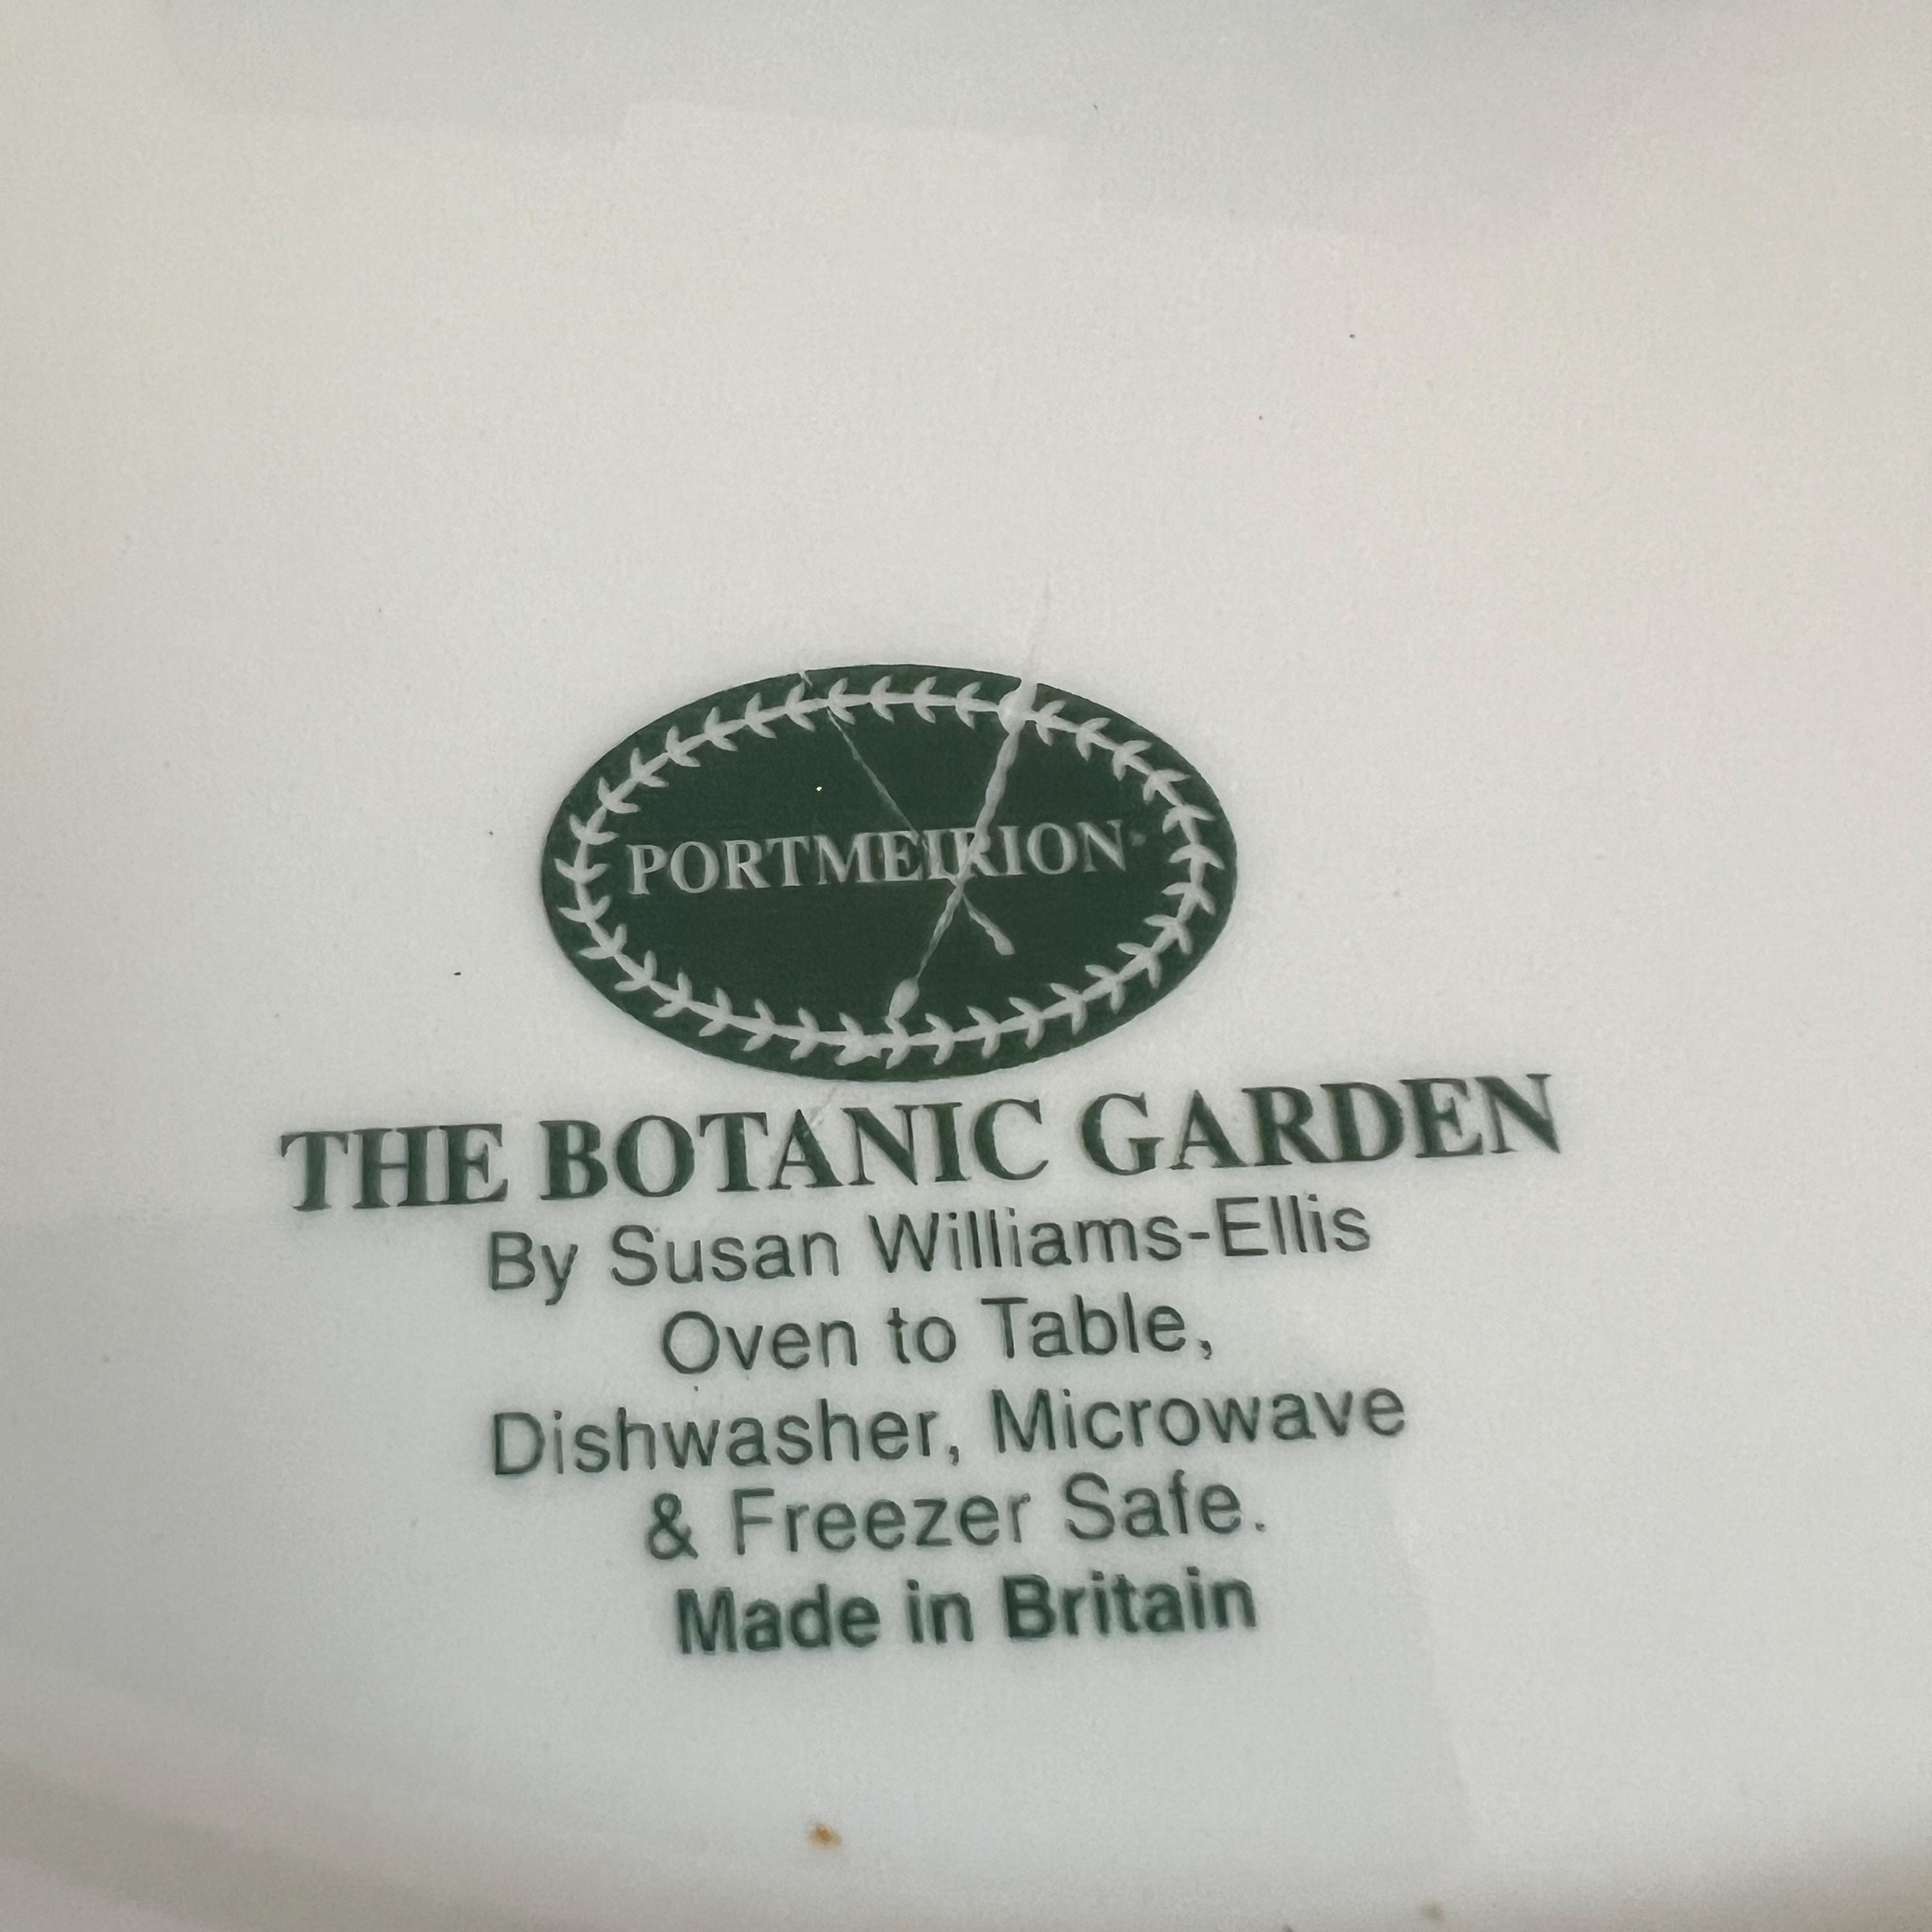 PORTMEIRION
THE BOTANIC GARDEN
By Susan Williams-Ellis
Oven to Table,
Dishwasher, Microwave
& Freezer Safe.
Made in Britain